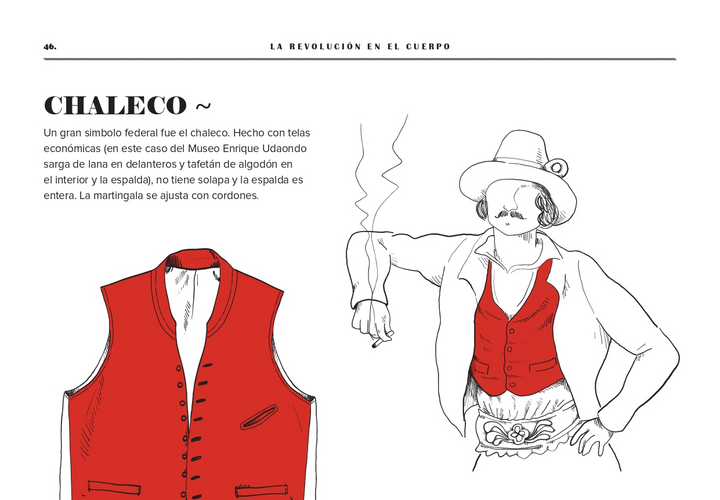 46.
LA REVOLUCIÓN EN EL CUERPO
CHALECO ~
Un gran simbolo federal fue el chaleco. Hecho con telas
económicas (en este caso del Museo Enrique Udaondo
sarga de lana en delanteros y tafetán de algodón en
el interior y la espalda), no tiene solapa y la espalda es
entera. La martingala se ajusta con cordones.